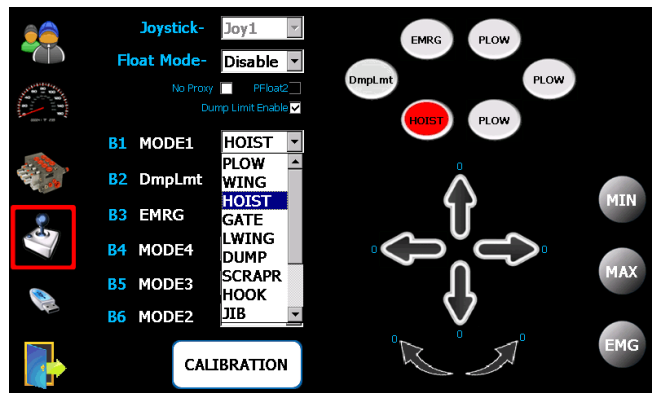 Joystick- Joy1
Float Mode- Disable
No Proxy PFloat2
Dump Limit Enable
B1 MODE1 HOIST
PLOW
B2 DmpLmt WING
HOIST
B3 EMRG GATE
LWING
B4 MODE4 DUMP
SCRAPR
B5 MODE3 HOOK
B6 MODE2 JIB
CALIBRATION
EMRG PLOW
DmpLmt PLOW
HOIST PLOW
0
0 0
0
0 0
MIN
MAX
EMG